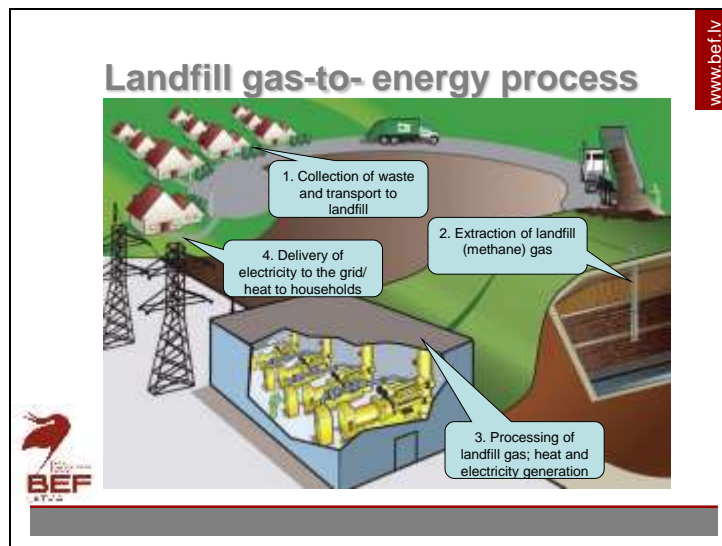 www.bef.lv
Landfill gas-to- energy process
1. Collection of waste
and transport to
landfill
2. Extraction of landfill
(methane) gas
4. Delivery of
electricity to the grid/
heat to households
3. Processing of
landfill gas; heat and
electricity generation
BEF